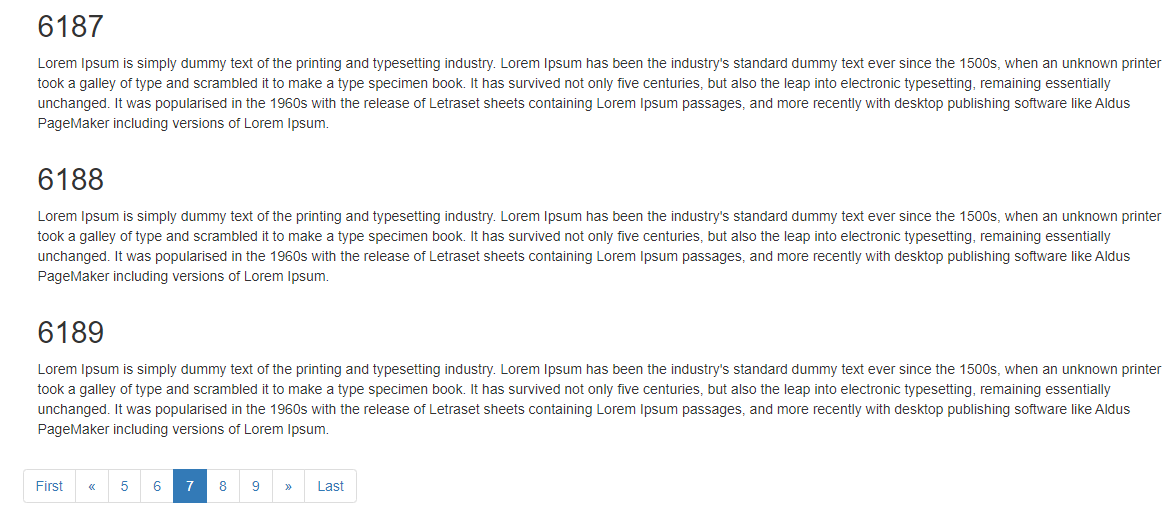 6187
Lorem Ipsum is simply dummy text of the printing and typesetting industry. Lorem Ipsum has been the industry's standard dummy text ever since the 1500s, when an unknown printer
took a galley of type and scrambled it to make a type specimen book. It has survived not only five centuries, but also the leap into electronic typesetting, remaining essentially
unchanged. It was popularised in the 1960s with the release of Letraset sheets containing Lorem Ipsum passages, and more recently with desktop publishing software like Aldus
PageMaker including versions of Lorem Ipsum.
6188
Lorem Ipsum is simply dummy text of the printing and typesetting industry. Lorem Ipsum has been the industry's standard dummy text ever since the 1500s, when an unknown printer
took a galley of type and scrambled it to make a type specimen book. It has survived not only five centuries, but also the leap into electronic typesetting, remaining essentially
unchanged. It was popularised in the 1960s with the release of Letraset sheets containing Lorem Ipsum passages, and more recently with desktop publishing software like Aldus
PageMaker including versions of Lorem Ipsum.
6189
Lorem Ipsum is simply dummy text of the printing and typesetting industry. Lorem Ipsum has been the industry's standard dummy text ever since the 1500s, when an unknown printer
took a galley of type and scrambled it to make a type specimen book. It has survived not only five centuries, but also the leap into electronic typesetting, remaining essentially
unchanged. It was popularised in the 1960s with the release of Letraset sheets containing Lorem Ipsum passages, and more recently with desktop publishing software like Aldus
PageMaker including versions of Lorem Ipsum.
First « 5 6 7 8 9 » Last